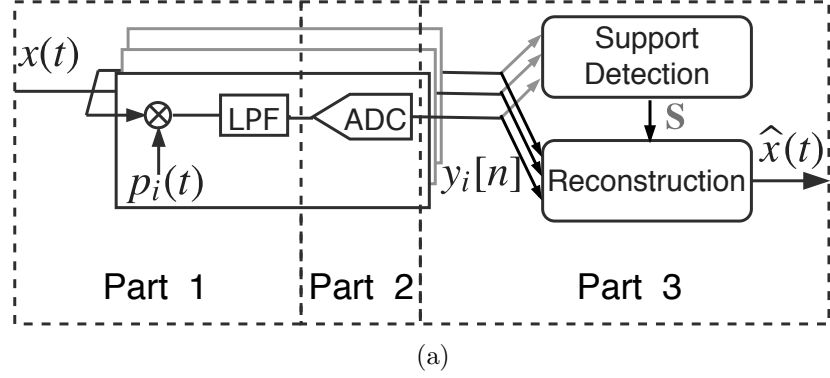 x(t)
p_i(t)
LPF
ADC
y_i[n]
Support
Detection
S
Reconstruction
x̂(t)
Part 1
Part 2
Part 3
(a)